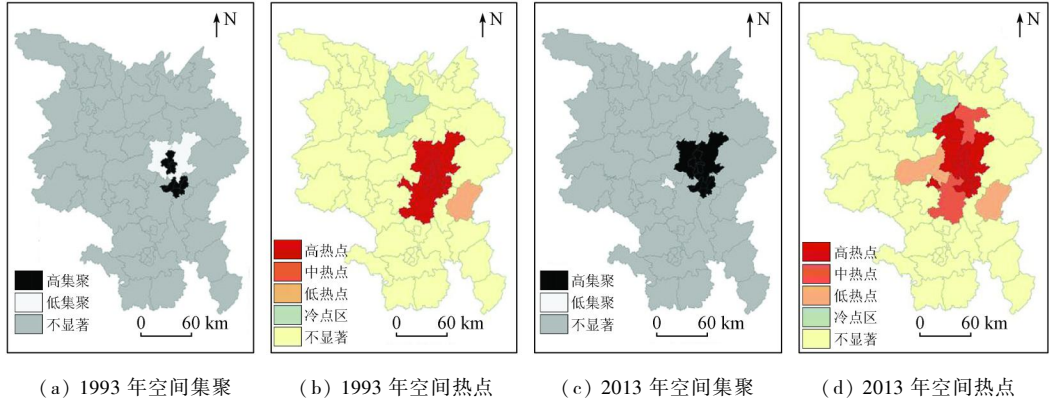 N
高集聚
低集聚
不显著
0 60 km
N
高热点
中热点
低热点
冷点区
不显著
0 60 km
N
高集聚
低集聚
不显著
0 60 km
N
高热点
中热点
低热点
冷点区
不显著
0 60 km
(a) 1993 年空间集聚
(b) 1993 年空间热点
(c) 2013 年空间集聚
(d) 2013 年空间热点